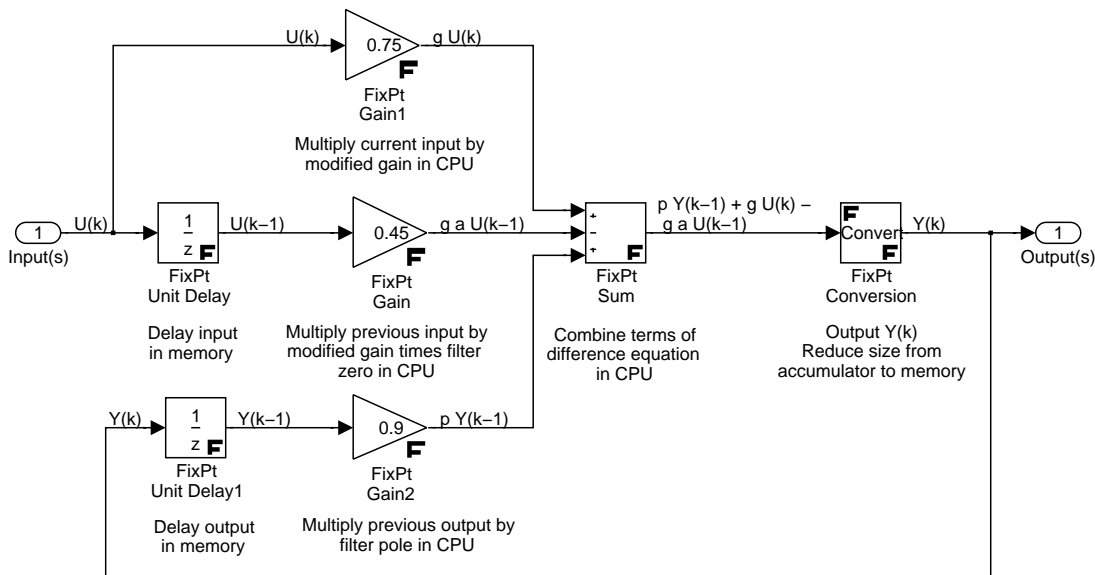 U(k)
0.75
g U(k)
F
FixPt
Gain1
Multiply current input by
modified gain in CPU
1
Input(s)
U(k)
1
z
F
FixPt
Unit Delay
Delay input
in memory
U(k−1)
0.45
F
FixPt
Gain
Multiply previous input by
modified gain times filter
zero in CPU
g a U(k−1)
+
−
+
F
FixPt
Sum
Combine terms of
difference equation
in CPU
p Y(k−1) + g U(k) −
g a U(k−1)
F
Convert
F
FixPt
Conversion
Output Y(k)
Reduce size from
accumulator to memory
Y(k)
1
Output(s)
Y(k)
1
z
F
FixPt
Unit Delay1
Delay output
in memory
Y(k−1)
0.9
F
FixPt
Gain2
Multiply previous output by
filter pole in CPU
p Y(k−1)